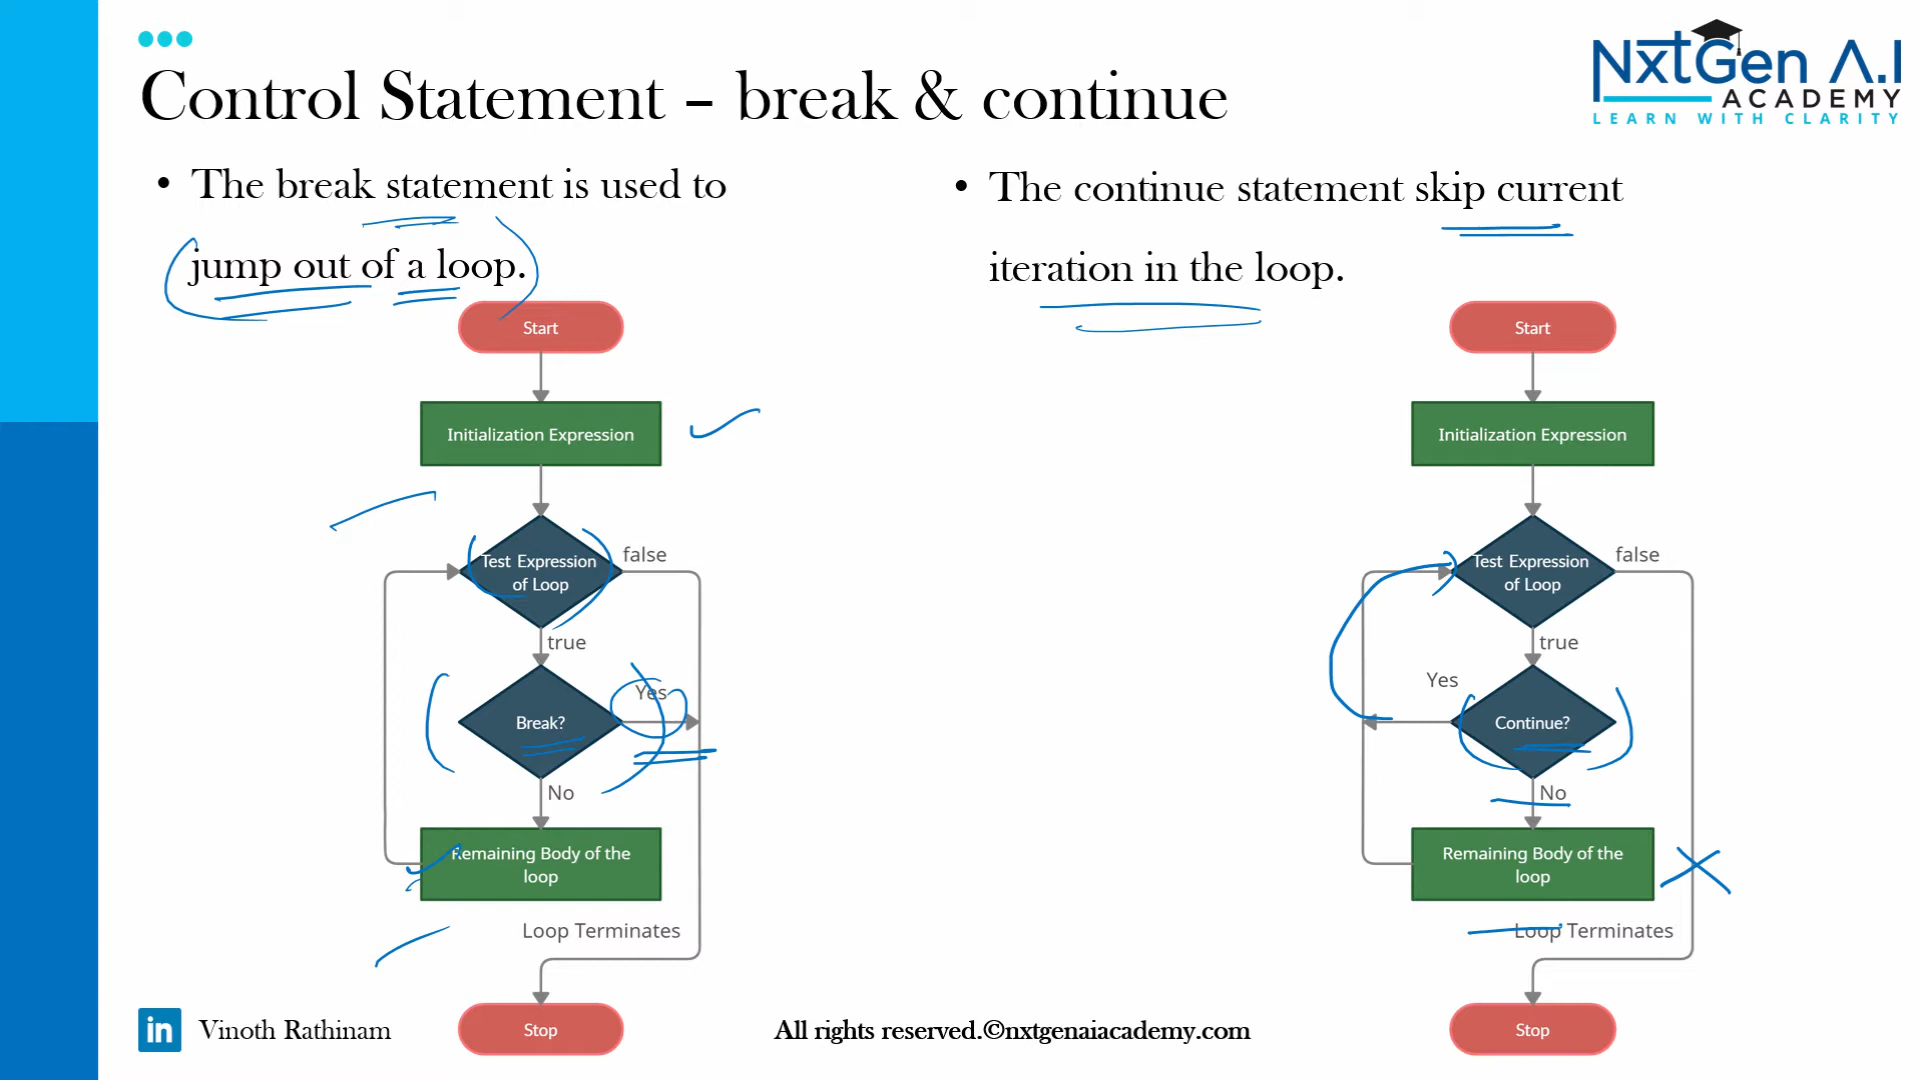 NxtGen A.I
ACADEMY
LEARN WITH CLARITY
Control Statement – break & continue
• The break statement is used to
jump out of a loop.
Start
Initialization Expression
Test Expression
of Loop
false
true
Break?
Yes
No
Remaining Body of the
loop
Loop Terminates
Stop
• The continue statement skip current
iteration in the loop.
Start
Initialization Expression
Test Expression
of Loop
false
true
Yes
Continue?
No
Remaining Body of the
loop
Loop Terminates
Stop
in Vinoth Rathinam
All rights reserved.©nxtgenaiacademy.com